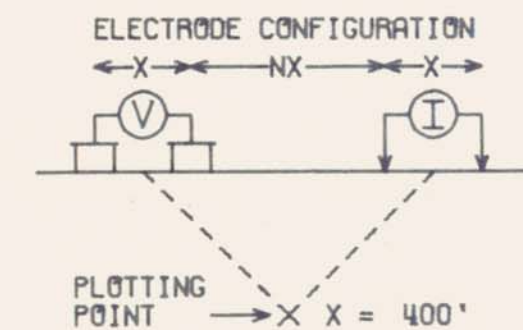 ELECTRODE CONFIGURATION
X NX X
V I
PLOTTING
POINT X X = 400'